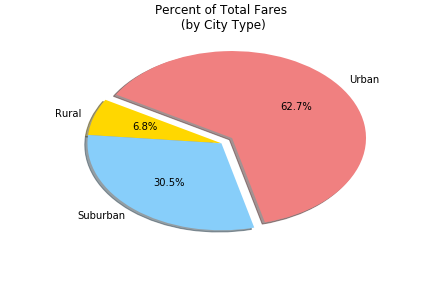 Percent of Total Fares
(by City Type)
Urban
62.7%
Rural
6.8%
30.5%
Suburban